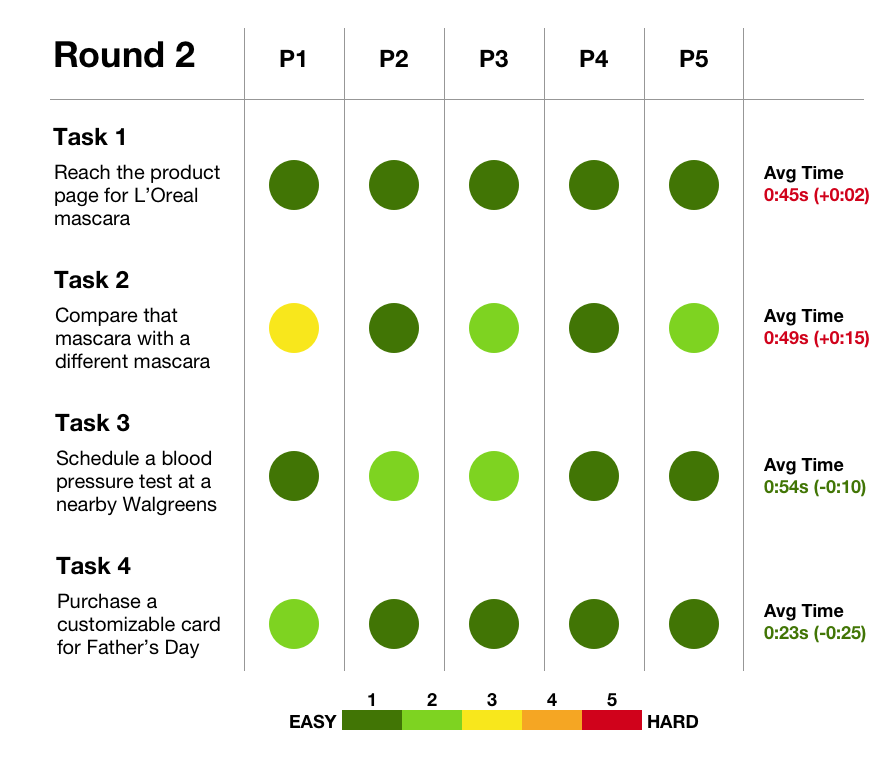 Round 2
P1
P2
P3
P4
P5
Task 1
Reach the product
page for L’Oreal
mascara
Avg Time
0:45s (+0:02)
Task 2
Compare that
mascara with a
different mascara
Avg Time
0:49s (+0:15)
Task 3
Schedule a blood
pressure test at a
nearby Walgreens
Avg Time
0:54s (-0:10)
Task 4
Purchase a
customizable card
for Father’s Day
Avg Time
0:23s (-0:25)
1
2
3
4
5
EASY
HARD